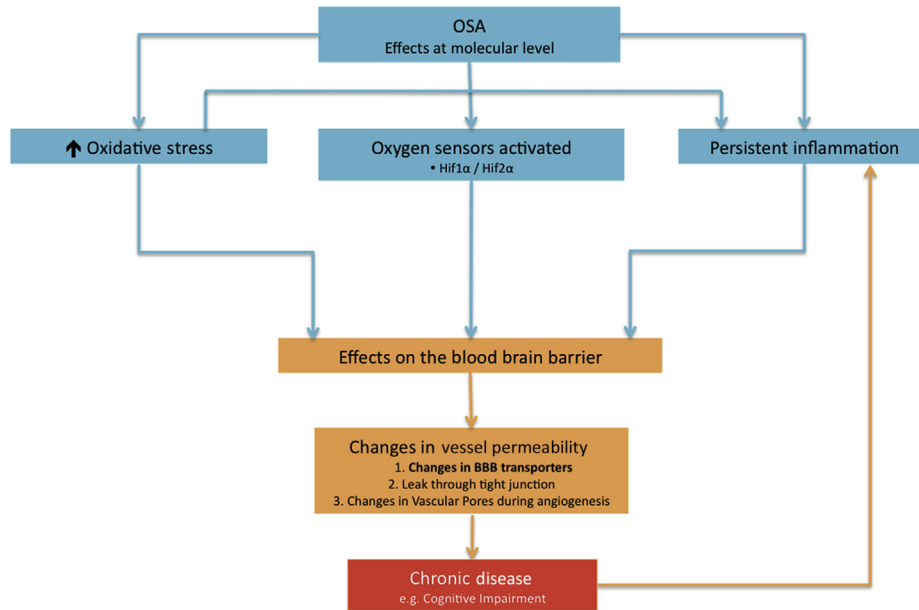 OSA
Effects at molecular level
🡹 Oxidative stress
Oxygen sensors activated
• Hif1α / Hif2α
Persistent inflammation
Effects on the blood brain barrier
Changes in vessel permeability
1. Changes in BBB transporters
2. Leak through tight junction
3. Changes in Vascular Pores during angiogenesis
Chronic disease
e.g. Cognitive Impairment